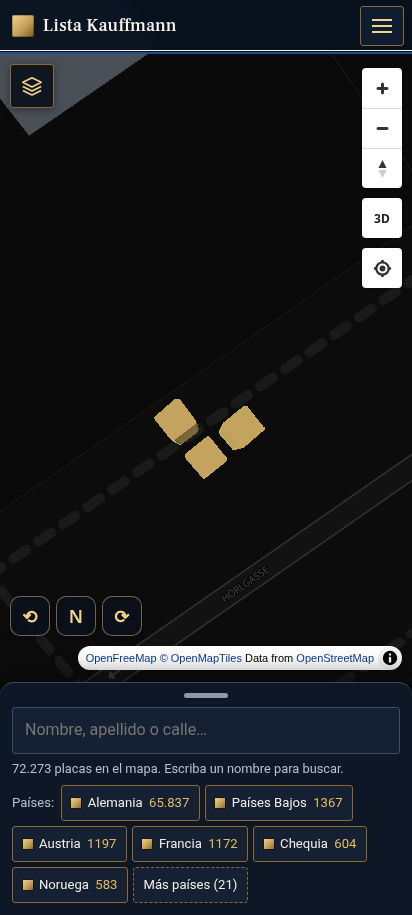 Lista Kauffmann
3D
HÖRLGASSE
N
OpenFreeMap © OpenMapTiles Data from OpenStreetMap
Nombre, apellido o calle…
72.273 placas en el mapa. Escriba un nombre para buscar.
Países: Alemania 65.837 Países Bajos 1367
Austria 1197 Francia 1172 Chequia 604
Noruega 583 Más países (21)